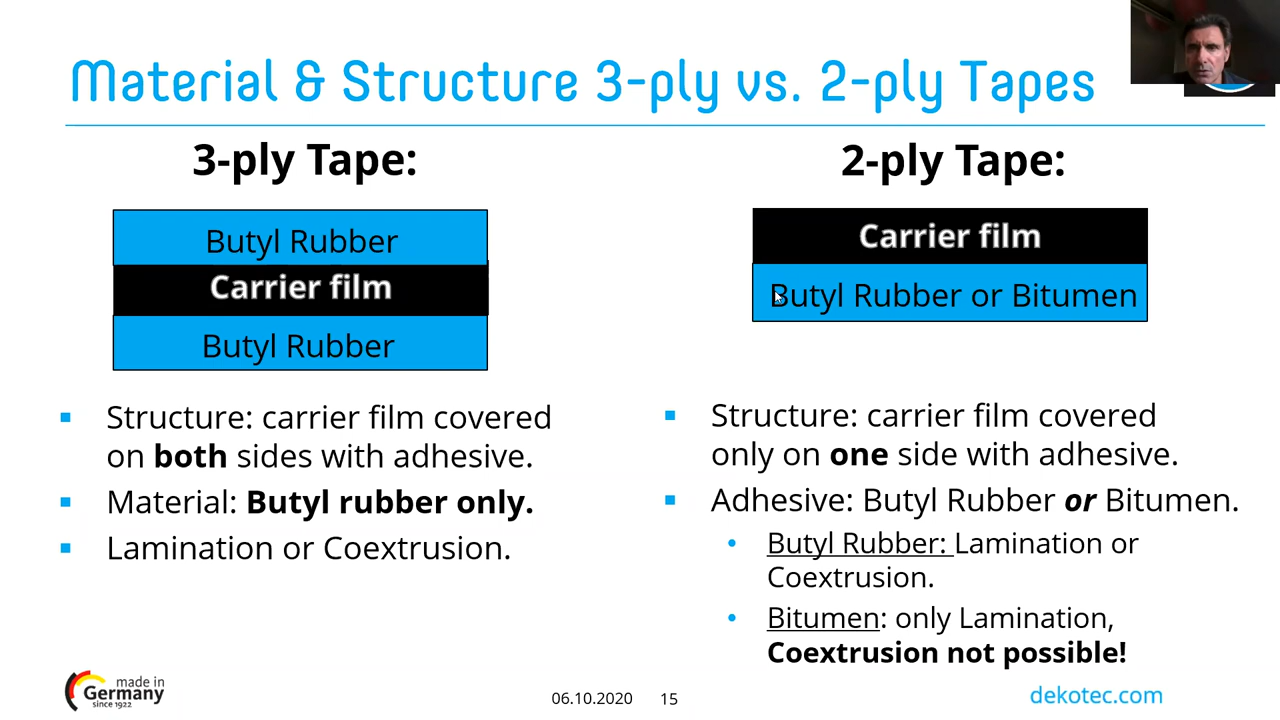 Material & Structure 3-ply vs. 2-ply Tapes
3-ply Tape:
Butyl Rubber
Carrier film
Butyl Rubber
▪ Structure: carrier film covered
on both sides with adhesive.
▪ Material: Butyl rubber only.
▪ Lamination or Coextrusion.
2-ply Tape:
Carrier film
Butyl Rubber or Bitumen
▪ Structure: carrier film covered
only on one side with adhesive.
▪ Adhesive: Butyl Rubber or Bitumen.
• Butyl Rubber: Lamination or
Coextrusion.
• Bitumen: only Lamination,
Coextrusion not possible!
made in
Germany
since 1922
06.10.2020 15
dekotec.com